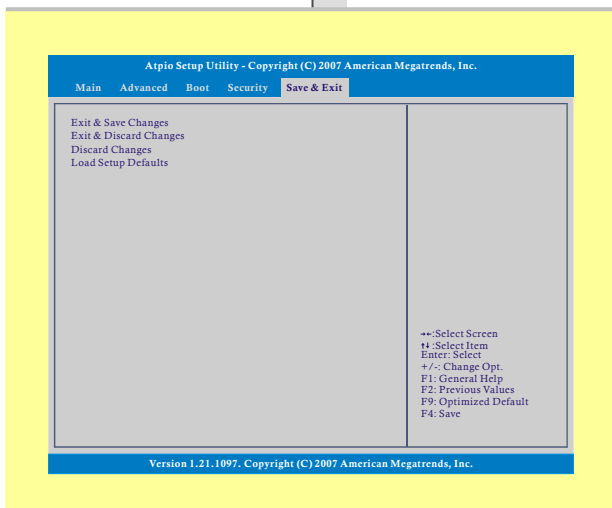 Atpio Setup Utility - Copyright (C) 2007 American Megatrends, Inc.
Main Advanced Boot Security Save & Exit
Exit & Save Changes
Exit & Discard Changes
Discard Changes
Load Setup Defaults
→←:Select Screen
↑↓:Select Item
Enter: Select
+/-: Change Opt.
F1: General Help
F2: Previous Values
F9: Optimized Default
F4: Save
Version 1.21.1097. Copyright (C) 2007 American Megatrends, Inc.